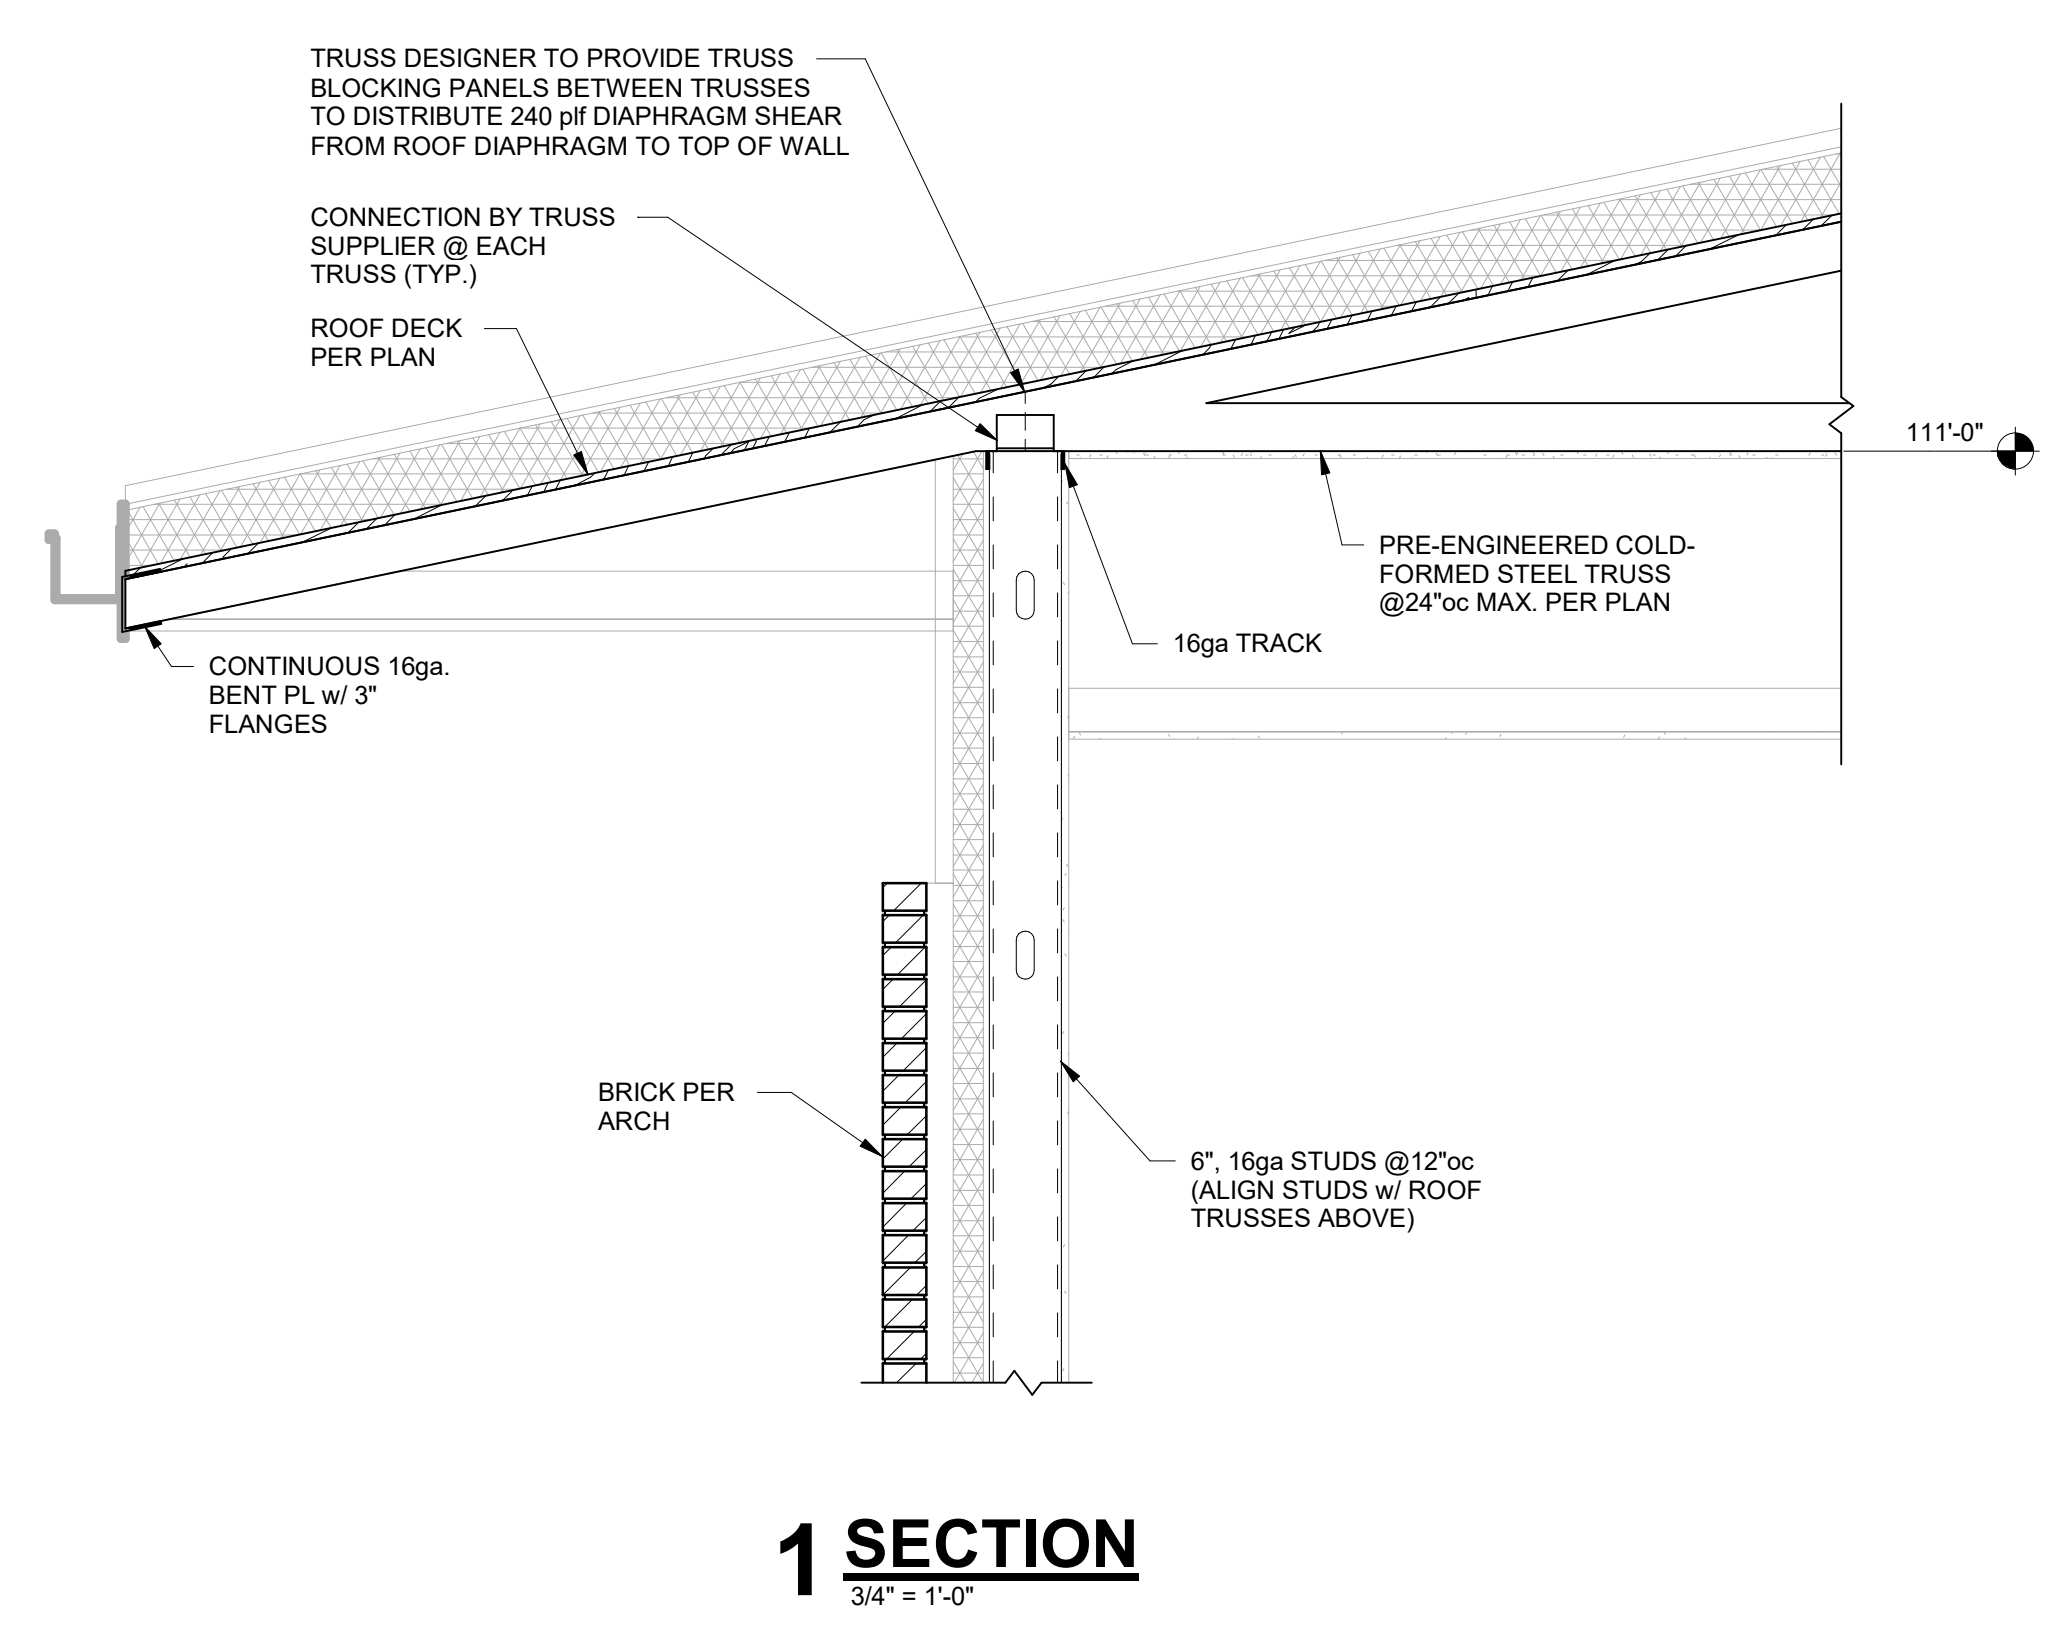 TRUSS DESIGNER TO PROVIDE TRUSS
BLOCKING PANELS BETWEEN TRUSSES
TO DISTRIBUTE 240 plf DIAPHRAGM SHEAR
FROM ROOF DIAPHRAGM TO TOP OF WALL
CONNECTION BY TRUSS
SUPPLIER @ EACH
TRUSS (TYP.)
ROOF DECK
PER PLAN
111'-0"
PRE-ENGINEERED COLD-
FORMED STEEL TRUSS
@24"oc MAX. PER PLAN
16ga TRACK
CONTINUOUS 16ga.
BENT PL w/ 3"
FLANGES
BRICK PER
ARCH
6", 16ga STUDS @12"oc
(ALIGN STUDS w/ ROOF
TRUSSES ABOVE)
1 SECTION
3/4" = 1'-0"